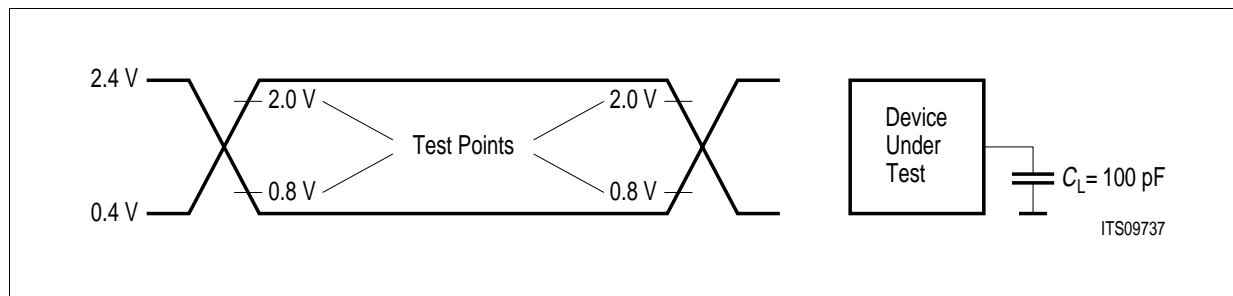 2.4 V
2.0 V
2.0 V
Test Points
0.8 V
0.8 V
0.4 V
Device
Under
Test
CL= 100 pF
ITS09737